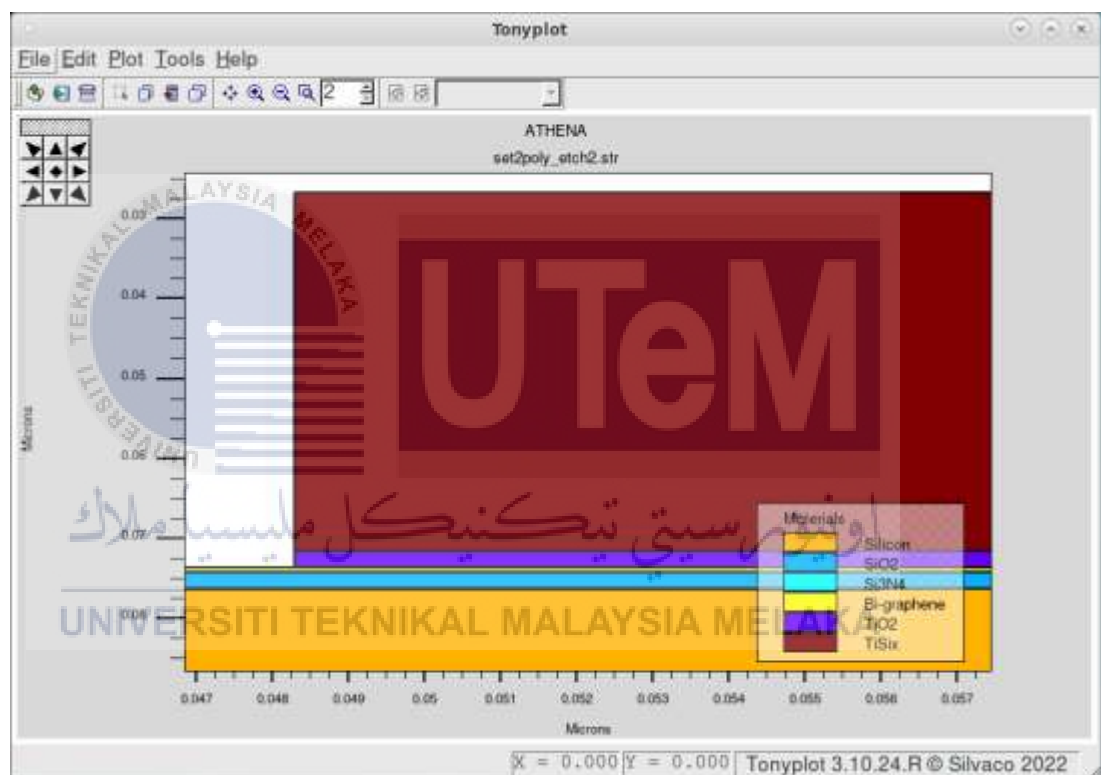 Tonyplot
File Edit Plot Tools Help
2
ATHENA
set2poly_etch2.str
UNIVERSITI TEKNIKAL MALAYSIA MELAKA
UTeM
0.03
0.04
0.05
0.06
0.07
0.08
Microns
اونيورسيتي تيكنيكل مليسيا ملاك
UNIVERSITI TEKNIKAL MALAYSIA MELAKA
Materials
Silicon
SiO2
Si3N4
Bi-graphene
TiO2
TiSix
0.047 0.048 0.049 0.05 0.051 0.052 0.053 0.054 0.055 0.056 0.057
Microns
X = 0.000 Y = 0.000 Tonyplot 3.10.24.R © Silvaco 2022